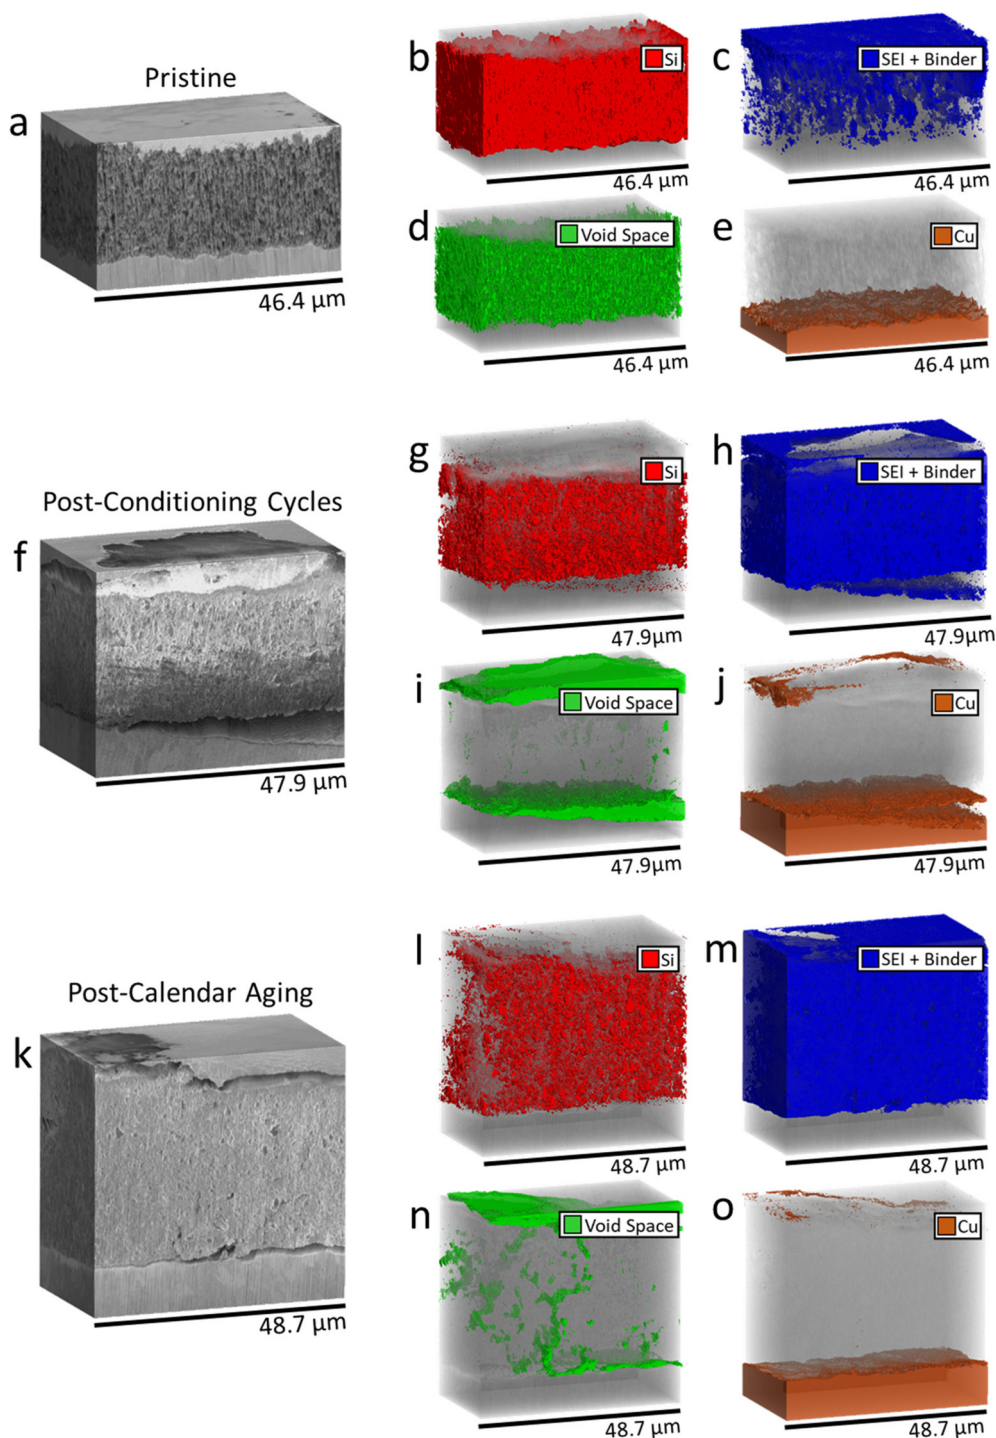 Pristine
a
46.4 µm
b
Si
46.4 µm
c
SEI + Binder
46.4 µm
d
Void Space
46.4 µm
e
Cu
46.4 µm
Post-Conditioning Cycles
f
47.9 µm
g
Si
47.9µm
h
SEI + Binder
47.9µm
i
Void Space
47.9µm
j
Cu
47.9µm
Post-Calendar Aging
k
48.7 µm
l
Si
48.7 µm
m
SEI + Binder
48.7 µm
n
Void Space
48.7 µm
o
Cu
48.7 µm